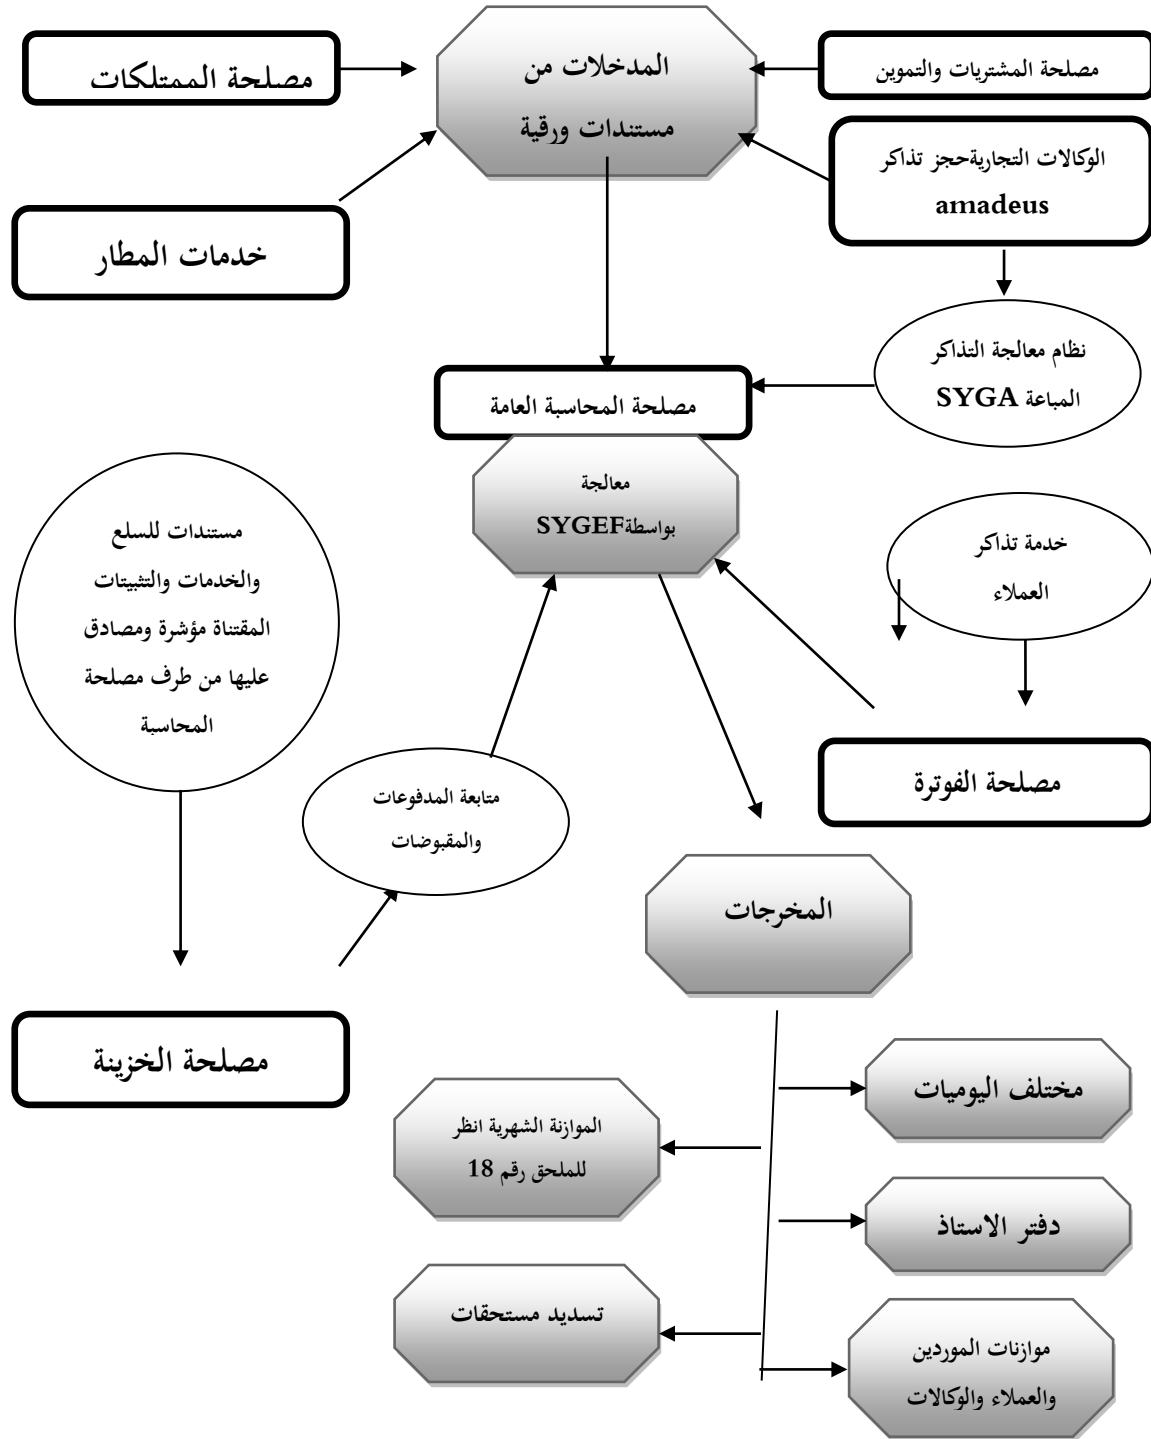 المدخلات من
مستندات ورقية
مصلحة المشتريات والتموين
مصلحة الممتلكات
الوكالات التجاريةحجز تذاكر
amadeus
خدمات المطار
نظام معالجة التذاكر
المباعة SYGA
مصلحة المحاسبة العامة
معالجة
بواسطةSYGEF
خدمة تذاكر
العملاء
مستندات للسلع
والخدمات والتثبيتات
المقتناة مؤشرة ومصادق
عليها من طرف مصلحة
المحاسبة
مصلحة الفوترة
متابعة المدفوعات
والمقبوضات
المخرجات
مصلحة الخزينة
مختلف اليوميات
الموازنة الشهرية انظر
للملحق رقم 18
دفتر الاستاذ
تسديد مستحقات
موازنات الموردين
والعملاء والوكالات